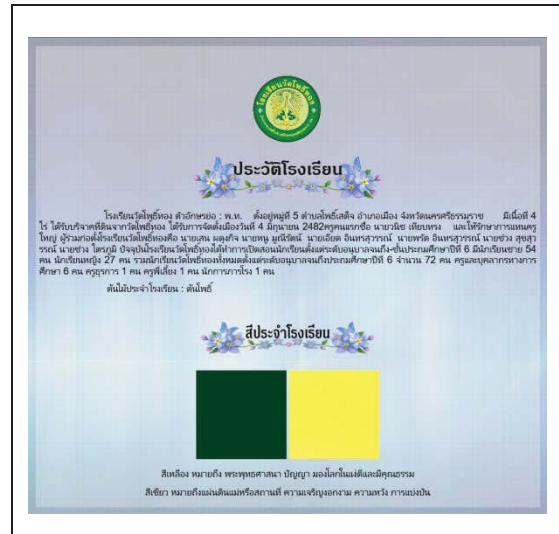 โรงเรียนวัดโพธิ์ทอง
ประวัติโรงเรียน
โรงเรียนวัดโพธิ์ทอง ตัวอักษรย่อ : พ.ท. ตั้งอยู่หมู่ที่ 5 ตำบลโพธิ์เสด็จ อำเภอเมือง จังหวัดนครศรีธรรมราช มีเนื้อที่ 4
ไร่ ได้รับบริจาคที่ดินจากวัดโพธิ์ทอง ได้รับการจัดตั้งเมื่อวันที่ 4 มิถุนายน 2482ครูคนแรกชื่อ นายวนิช เทียบทรง และให้รักษาการแทนครู
ใหญ่ ผู้ร่วมก่อตั้งโรงเรียนวัดโพธิ์ทองคือ นายเสน ผดุงกิจ นายหนู มูณีรัตน์ นายเอียด อินทรสุวรรณ์ นายพรัด อินทรสุวรรณ์ นายช่วง สุขสุว
รรณ์ นายช่วง ไตรภูมิ ปัจจุบันโรงเรียนวัดโพธิ์ทองได้ทำการเปิดสอนนักเรียนตั้งแต่ระดับอนุบาลจนถึง-ชั้นประถมศึกษาปีที่ 6 มีนักเรียนชาย 54
คน นักเรียนหญิง 27 คน รวมนักเรียนวัดโพธิ์ทองทั้งหมดตั้งแต่ระดับอนุบาลจนถึงประถมศึกษาปีที่ 6 จำนวน 72 คน ครูและบุคลากรทางการ
ศึกษา 6 คน ครูธุรการ 1 คน ครูพี่เลี้ยง 1 คน นักการภารโรง 1 คน
ต้นไม้ประจำโรงเรียน : ต้นโพธิ์
สีประจำโรงเรียน
สีเหลือง หมายถึง พระพุทธศาสนา ปัญญา มองโลกในแง่ดีและมีคุณธรรม
สีเขียว หมายถึงแผ่นดินแม่หรือสถานที่ ความเจริญงอกงาม ความหวัง การแบ่งปัน